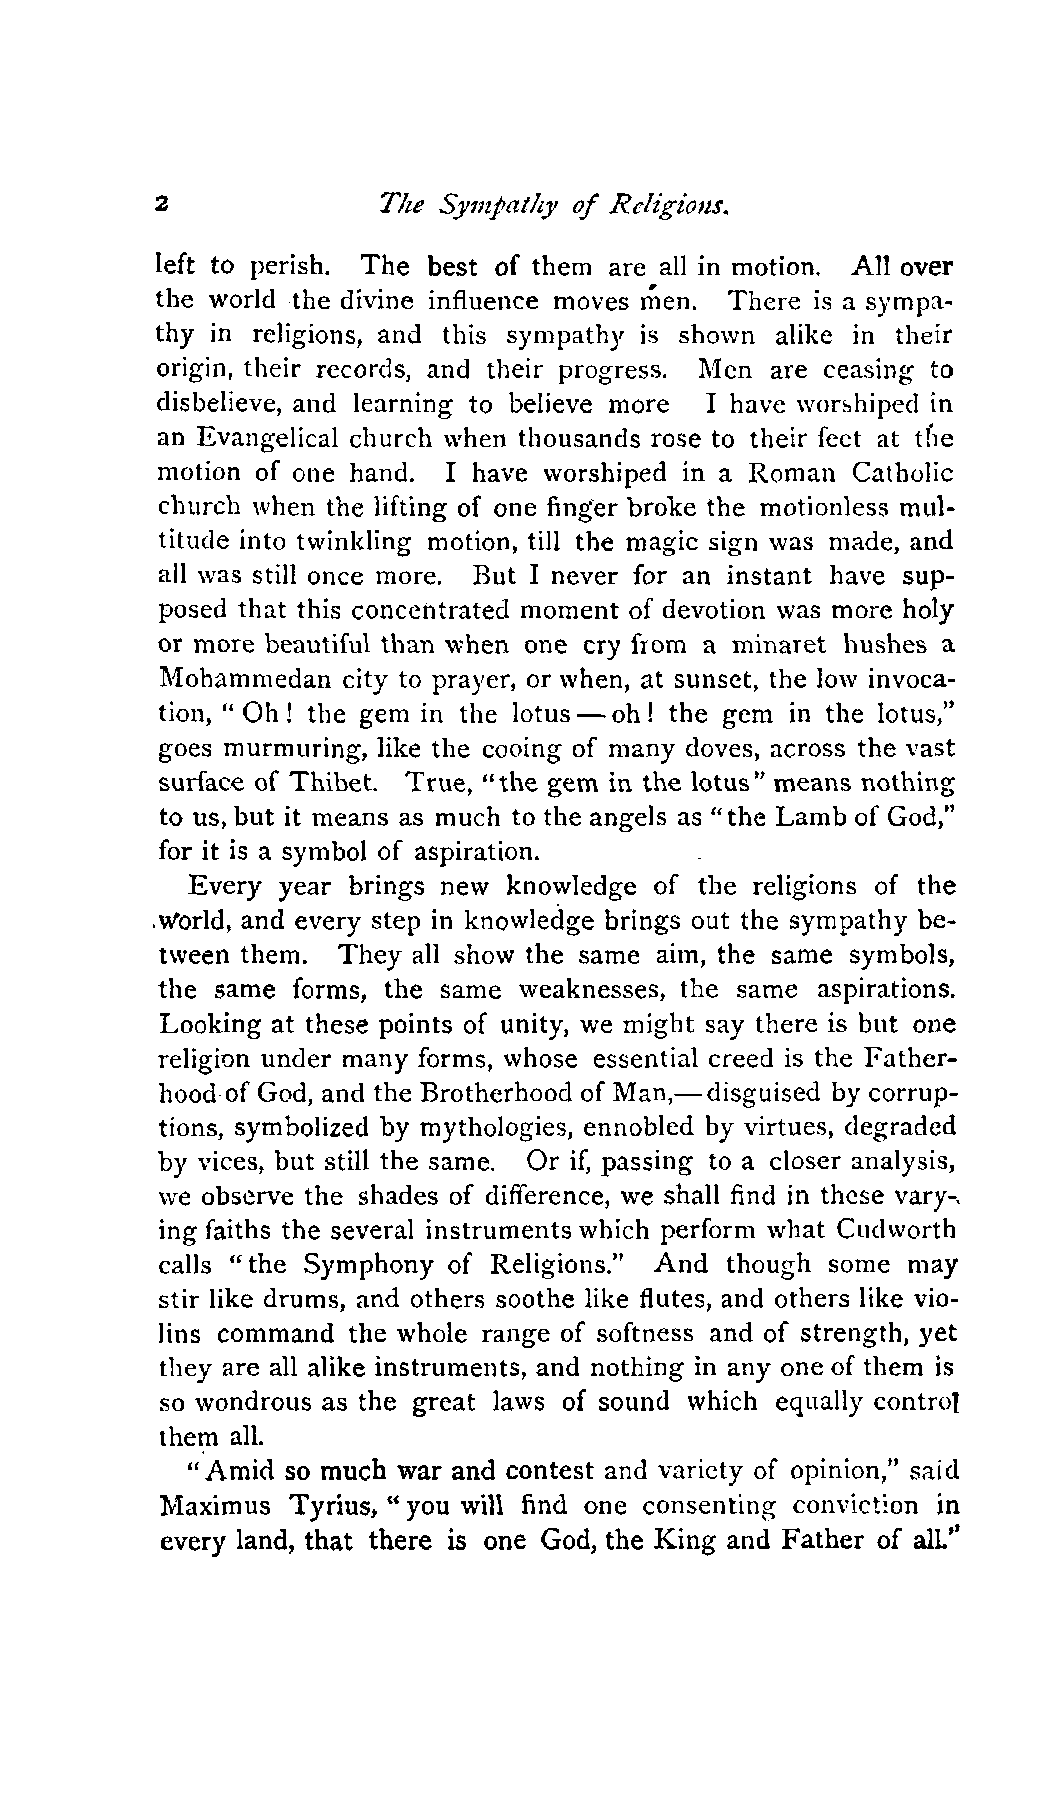 2 The Sympathy of Religions.
left to perish. The best of them are all in motion. All over
the world the divine influence moves men. There is a sympa-
thy in religions, and this sympathy is shown alike in their
origin, their records, and their progress. Men are ceasing to
disbelieve, and learning to believe more I have worshiped in
an Evangelical church when thousands rose to their feet at the
motion of one hand. I have worshiped in a Roman Catholic
church when the lifting of one finger broke the motionless mul-
titude into twinkling motion, till the magic sign was made, and
all was still once more. But I never for an instant have sup-
posed that this concentrated moment of devotion was more holy
or more beautiful than when one cry from a minaret hushes a
Mohammedan city to prayer, or when, at sunset, the low invoca-
tion, "Oh! the gem in the lotus — oh! the gem in the lotus,"
goes murmuring, like the cooing of many doves, across the vast
surface of Thibet. True, "the gem in the lotus" means nothing
to us, but it means as much to the angels as "the Lamb of God,"
for it is a symbol of aspiration.
Every year brings new knowledge of the religions of the
world, and every step in knowledge brings out the sympathy be-
tween them. They all show the same aim, the same symbols,
the same forms, the same weaknesses, the same aspirations.
Looking at these points of unity, we might say there is but one
religion under many forms, whose essential creed is the Father-
hood of God, and the Brotherhood of Man,—disguised by corrup-
tions, symbolized by mythologies, ennobled by virtues, degraded
by vices, but still the same. Or if, passing to a closer analysis,
we observe the shades of difference, we shall find in these vary-
ing faiths the several instruments which perform what Cudworth
calls "the Symphony of Religions." And though some may
stir like drums, and others soothe like flutes, and others like vio-
lins command the whole range of softness and of strength, yet
they are all alike instruments, and nothing in any one of them is
so wondrous as the great laws of sound which equally control
them all.
"Amid so much war and contest and variety of opinion," said
Maximus Tyrius, "you will find one consenting conviction in
every land, that there is one God, the King and Father of all."